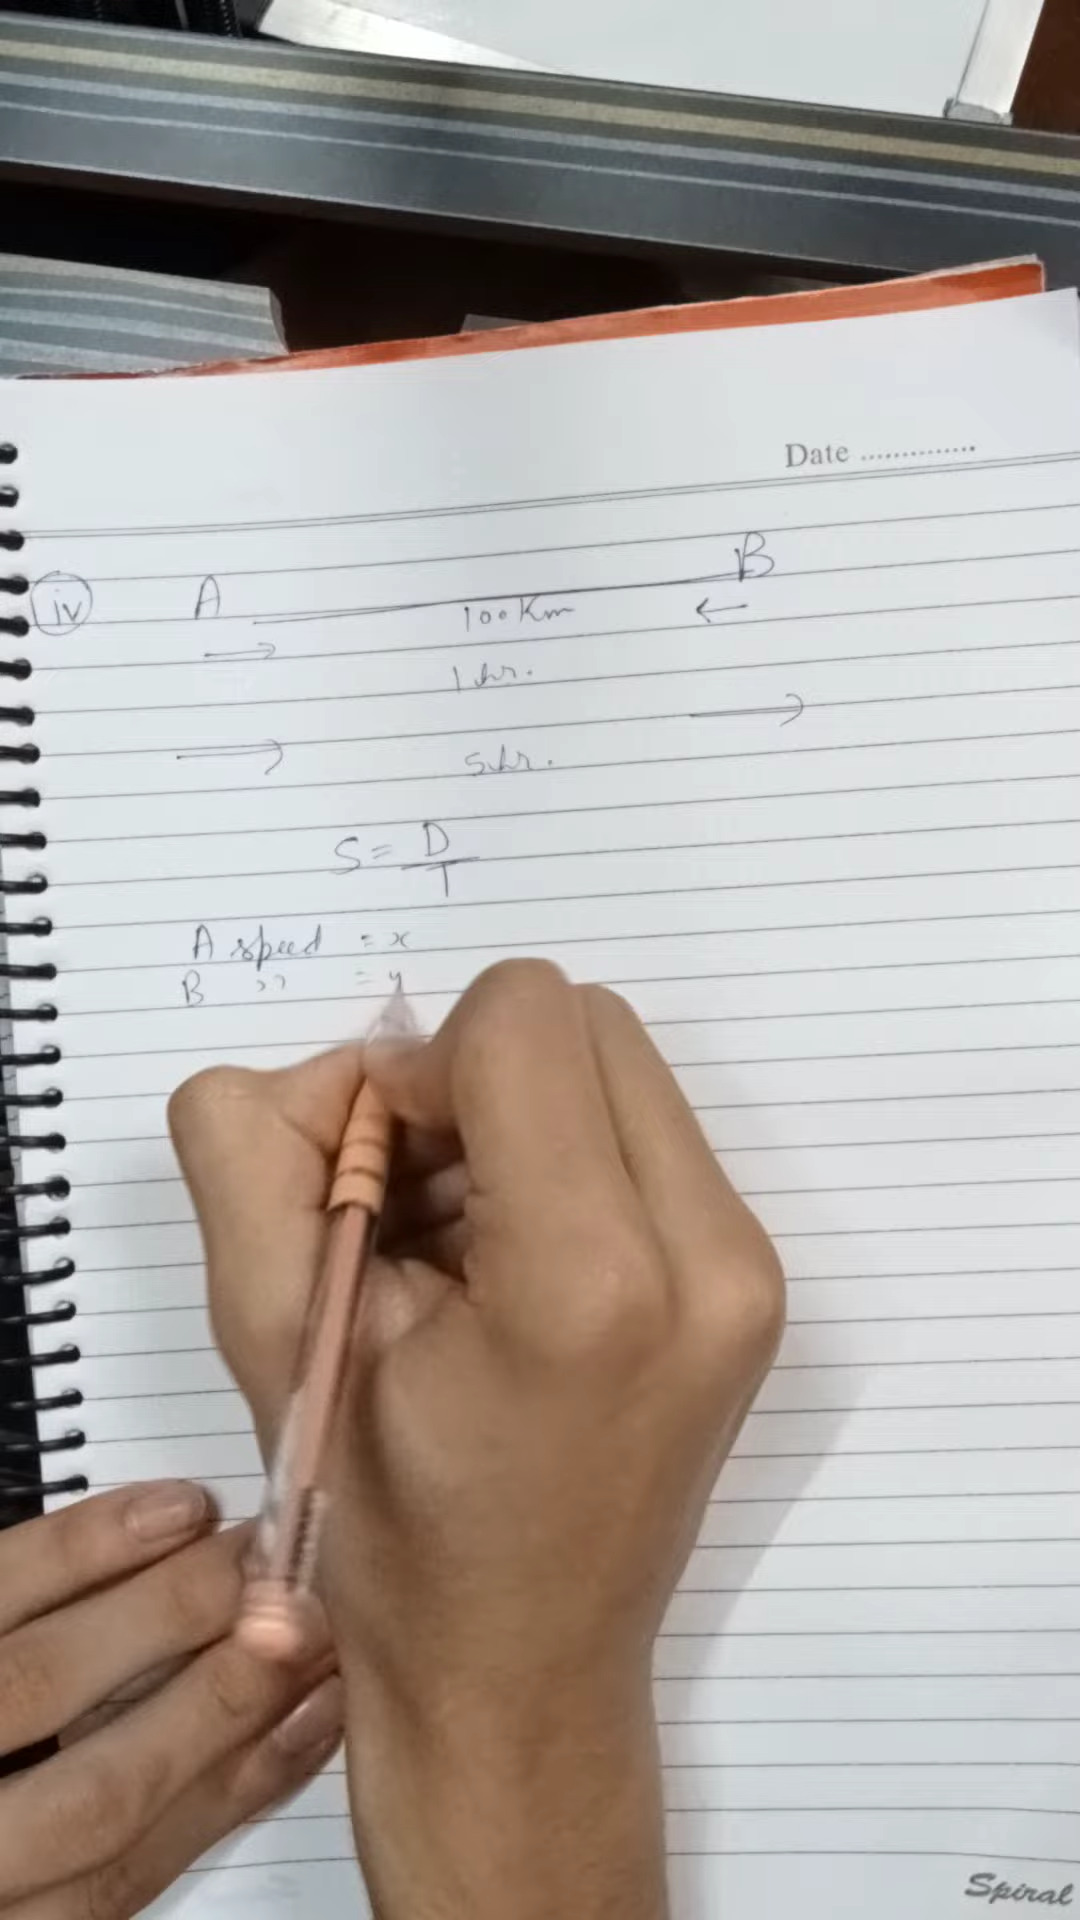 Date ..............
iv A B
100 Km ←
→
1 hr.
→
→ 5 hr.
S = D/T
A speed = x
B ,, = y
Spiral